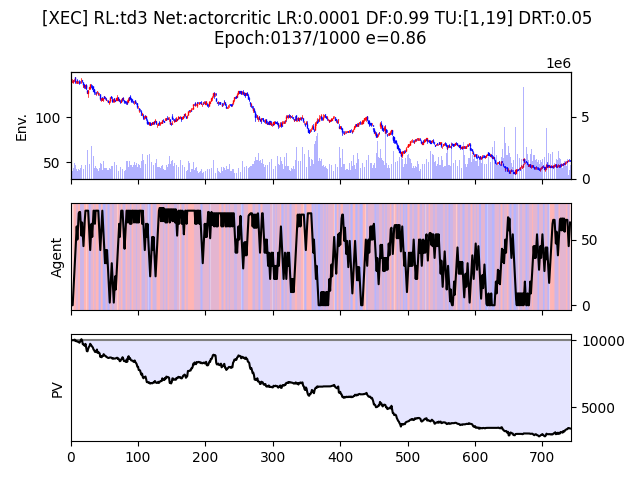 [XEC] RL:td3 Net:actorcritic LR:0.0001 DF:0.99 TU:[1,19] DRT:0.05
Epoch:0137/1000 e=0.86
1e6
Env.
100
50
5
0
Agent
50
0
PV
10000
5000
0 100 200 300 400 500 600 700